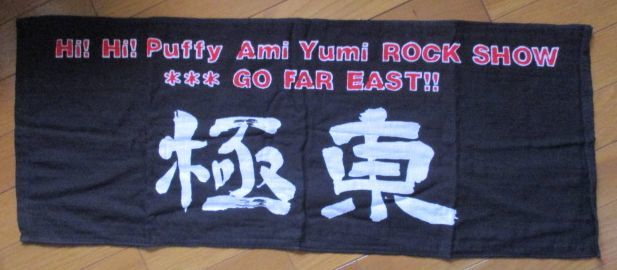 Hi! Hi! Puffy Ami Yumi ROCK SHOW
*** GO FAR EAST!!
極東